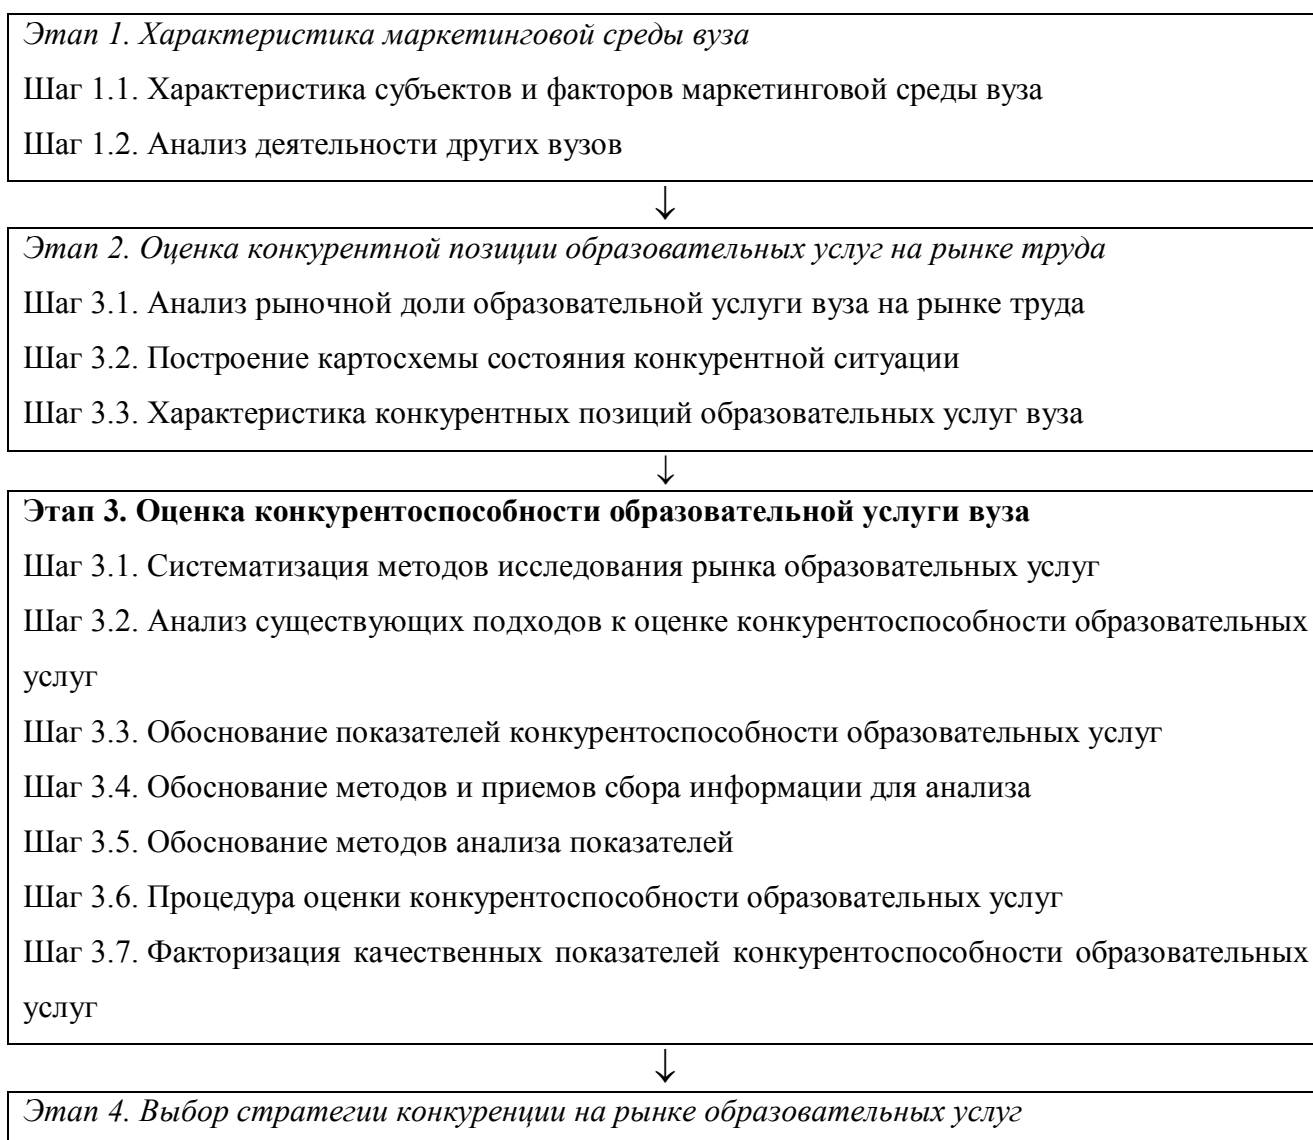 Этап 1. Характеристика маркетинговой среды вуза
Шаг 1.1. Характеристика субъектов и факторов маркетинговой среды вуза
Шаг 1.2. Анализ деятельности других вузов
↓
Этап 2. Оценка конкурентной позиции образовательных услуг на рынке труда
Шаг 3.1. Анализ рыночной доли образовательной услуги вуза на рынке труда
Шаг 3.2. Построение картосхемы состояния конкурентной ситуации
Шаг 3.3. Характеристика конкурентных позиций образовательных услуг вуза
↓
Этап 3. Оценка конкурентоспособности образовательной услуги вуза
Шаг 3.1. Систематизация методов исследования рынка образовательных услуг
Шаг 3.2. Анализ существующих подходов к оценке конкурентоспособности образовательных
услуг
Шаг 3.3. Обоснование показателей конкурентоспособности образовательных услуг
Шаг 3.4. Обоснование методов и приемов сбора информации для анализа
Шаг 3.5. Обоснование методов анализа показателей
Шаг 3.6. Процедура оценки конкурентоспособности образовательных услуг
Шаг 3.7. Факторизация качественных показателей конкурентоспособности образовательных
услуг
↓
Этап 4. Выбор стратегии конкуренции на рынке образовательных услуг